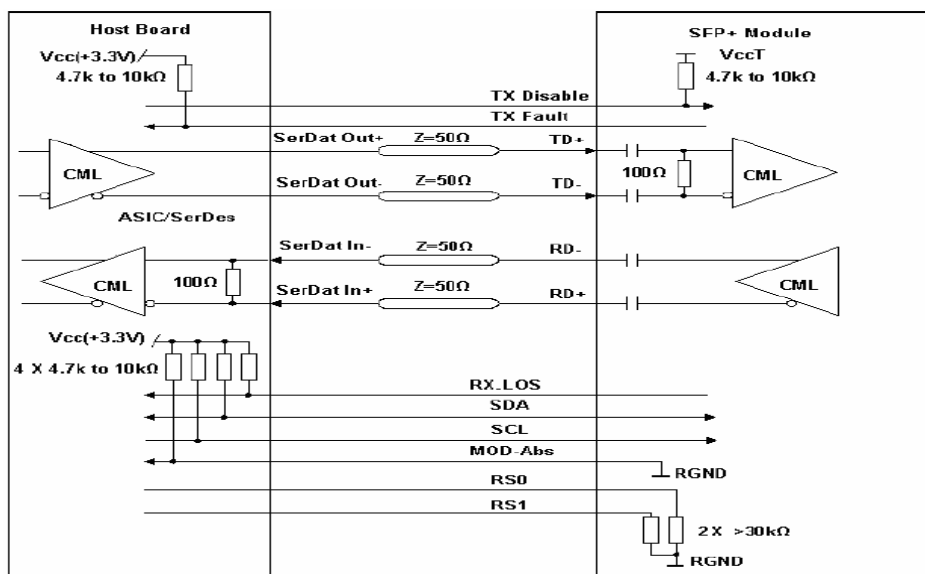 Host Board
SFP+ Module
Vcc(+3.3V)
4.7k to 10kΩ
VccT
4.7k to 10kΩ
TX Disable
TX Fault
SerDat Out+
Z=50Ω
TD+
CML
100Ω
CML
SerDat Out-
Z=50Ω
TD-
ASIC/SerDes
SerDat In-
Z=50Ω
RD-
CML
100Ω
CML
SerDat In+
Z=50Ω
RD+
Vcc(+3.3V)
4 X 4.7k to 10kΩ
RX_LOS
SDA
SCL
MOD-Abs
RGND
RS0
RS1
2 X >30kΩ
RGND